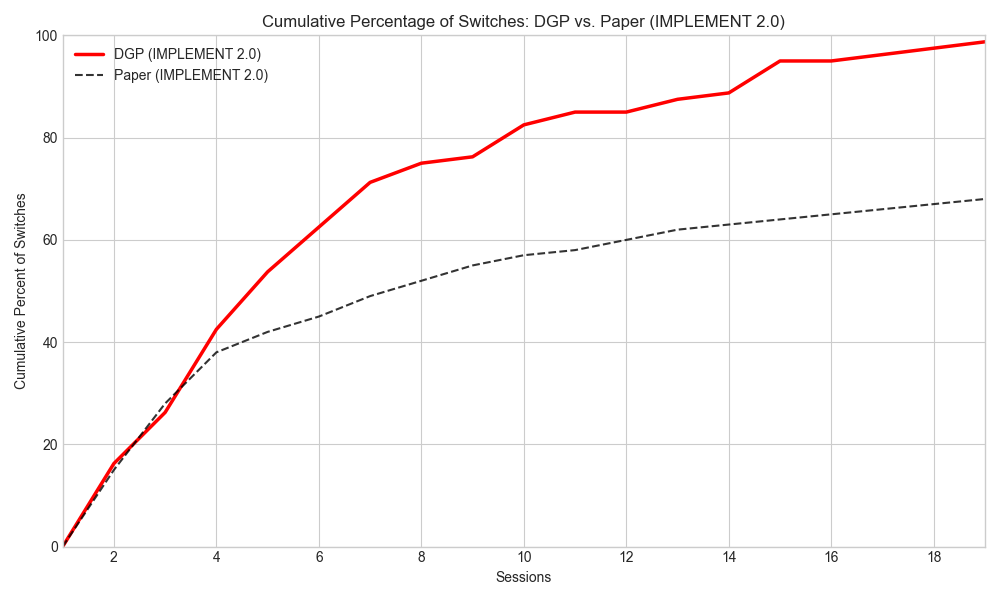 Cumulative Percentage of Switches: DGP vs. Paper (IMPLEMENT 2.0)
DGP (IMPLEMENT 2.0)
Paper (IMPLEMENT 2.0)
Cumulative Percent of Switches
100
80
60
40
20
0
2 4 6 8 10 12 14 16 18
Sessions